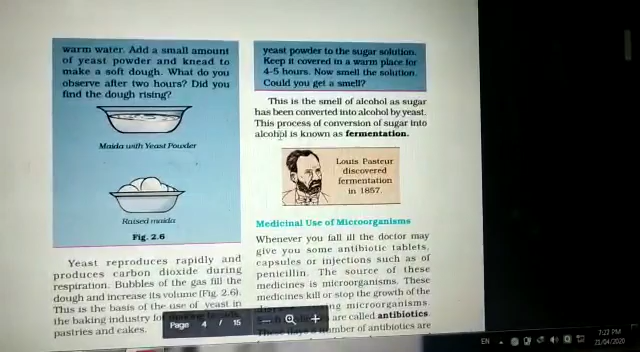 warm water. Add a small amount
of yeast powder and knead to
make a soft dough. What do you
observe after two hours? Did you
find the dough rising?
Maida with Yeast Powder
Raised maida
Fig. 2.6
Yeast reproduces rapidly and
produces carbon dioxide during
respiration. Bubbles of the gas fill the
dough and increase its volume (Fig. 2.6).
This is the basis of the use of yeast in
the baking industry for
pastries and cakes.
yeast powder to the sugar solution.
Keep it covered in a warm place for
4-5 hours. Now smell the solution.
Could you get a smell?
This is the smell of alcohol as sugar
has been converted into alcohol by yeast.
This process of conversion of sugar into
alcohol is known as fermentation.
Louis Pasteur
discovered
fermentation
in 1857.
Medicinal Use of Microorganisms
Whenever you fall ill the doctor may
give you some antibiotic tablets,
capsules or injections such as of
penicillin. The source of these
medicines is microorganisms. These
medicines kill or stop the growth of the
microorganisms.
are called antibiotics.
number of antibiotics are
Page 4 / 15
EN
7:22 PM
21/04/2020